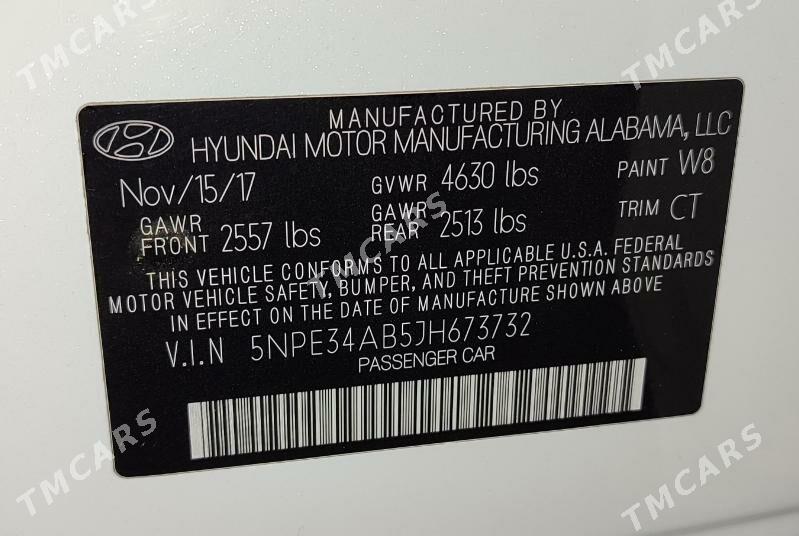 TMCARS
TMCARS
MANUFACTURED BY
HYUNDAI MOTOR MANUFACTURING ALABAMA, LLC
Nov/15/17 GVWR 4630 lbs PAINT W8
GAWR FRONT 2557 lbs GAWR REAR 2513 lbs TRIM CT
THIS VEHICLE CONFORMS TO ALL APPLICABLE U.S.A. FEDERAL
MOTOR VEHICLE SAFETY, BUMPER, AND THEFT PREVENTION STANDARDS
IN EFFECT ON THE DATE OF MANUFACTURE SHOWN ABOVE
TMCARS
V.I.N 5NPE34AB5JH673732
PASSENGER CAR
TMCARS
TMCARS